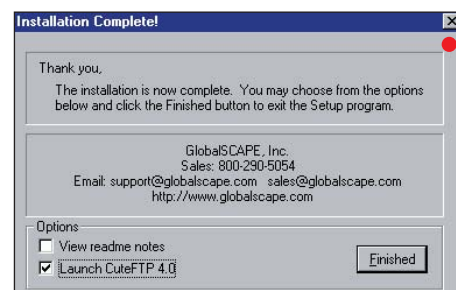 Installation Complete!
Thank you,
The installation is now complete. You may choose from the options
below and click the Finished button to exit the Setup program.
GlobalSCAPE, Inc.
Sales: 800-290-5054
Email: support@globalscape.com sales@globalscape.com
http://www.globalscape.com
Options
View readme notes
Launch CuteFTP 4.0
Finished